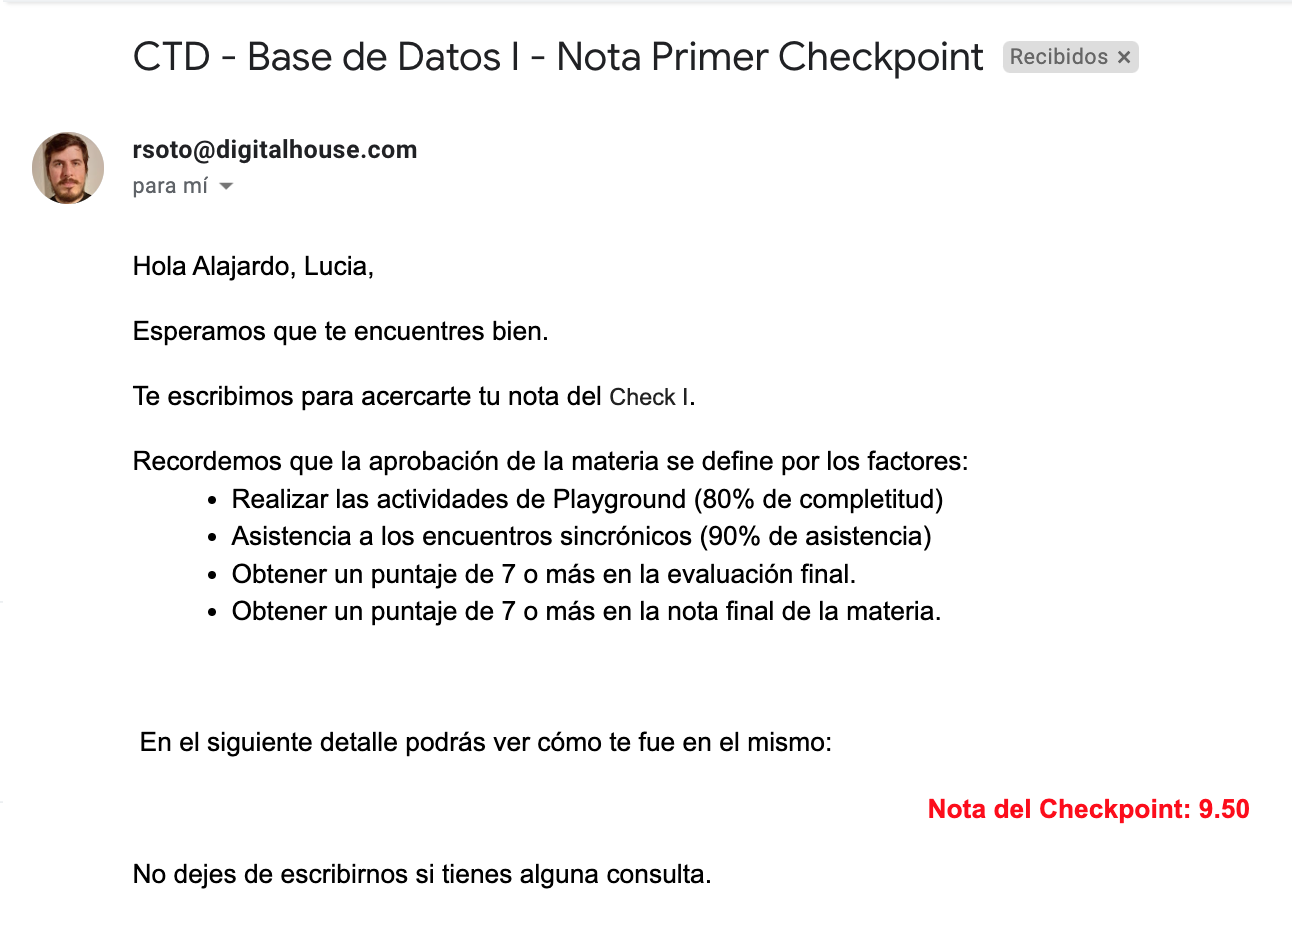 CTD - Base de Datos I - Nota Primer Checkpoint Recibidos ×
rsoto@digitalhouse.com
para mí
Hola Alajardo, Lucia,
Esperamos que te encuentres bien.
Te escribimos para acercarte tu nota del Check I.
Recordemos que la aprobación de la materia se define por los factores:
• Realizar las actividades de Playground (80% de completitud)
• Asistencia a los encuentros sincrónicos (90% de asistencia)
• Obtener un puntaje de 7 o más en la evaluación final.
• Obtener un puntaje de 7 o más en la nota final de la materia.
En el siguiente detalle podrás ver cómo te fue en el mismo:
Nota del Checkpoint: 9.50
No dejes de escribirnos si tienes alguna consulta.